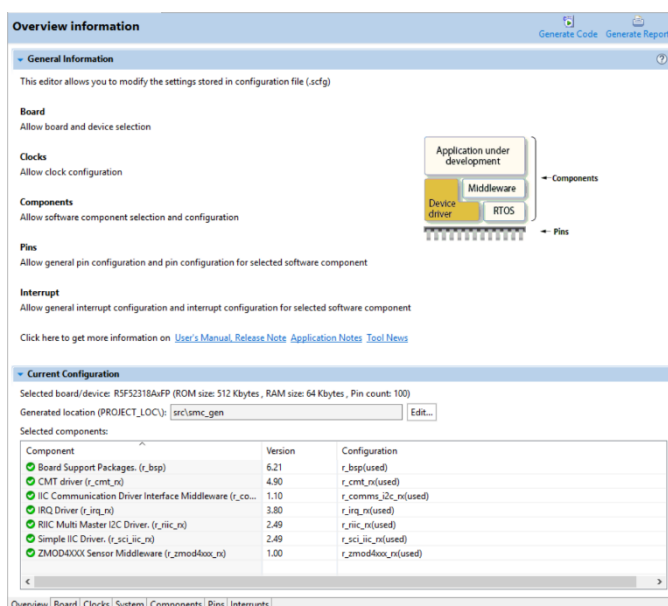 Overview information
Generate Code Generate Report
General Information
This editor allows you to modify the settings stored in configuration file (.scfg)
Board
Allow board and device selection
Clocks
Allow clock configuration
Components
Allow software component selection and configuration
Pins
Allow general pin configuration and pin configuration for selected software component
Interrupt
Allow general interrupt configuration and interrupt configuration for selected software component
Application under
development
Middleware
Device
driver
RTOS
Components
Pins
Click here to get more information on User's Manual, Release Note Application Notes Tool News
Current Configuration
Selected board/device: R5F52318AxFP (ROM size: 512 Kbytes , RAM size: 64 Kbytes , Pin count: 100)
Generated location (PROJECT_LOC\): src\smc_gen Edit...
Selected components:
Component Version Configuration
Board Support Packages. (r_bsp) 6.21 r_bsp(used)
CMT driver (r_cmt_rx) 4.90 r_cmt_rx(used)
IIC Communication Driver Interface Middleware (r_co... 1.10 r_comms_i2c_rx(used)
IRQ Driver (r_irq_rx) 3.80 r_irq_rx(used)
RIIC Multi Master I2C Driver. (r_riic_rx) 2.49 r_riic_rx(used)
Simple IIC Driver. (r_sci_iic_rx) 2.49 r_sci_iic_rx(used)
ZMOD4XXX Sensor Middleware (r_zmod4xxx_rx) 1.00 r_zmod4xxx_rx(used)
Overview Board Clocks System Components Pins Interrupts